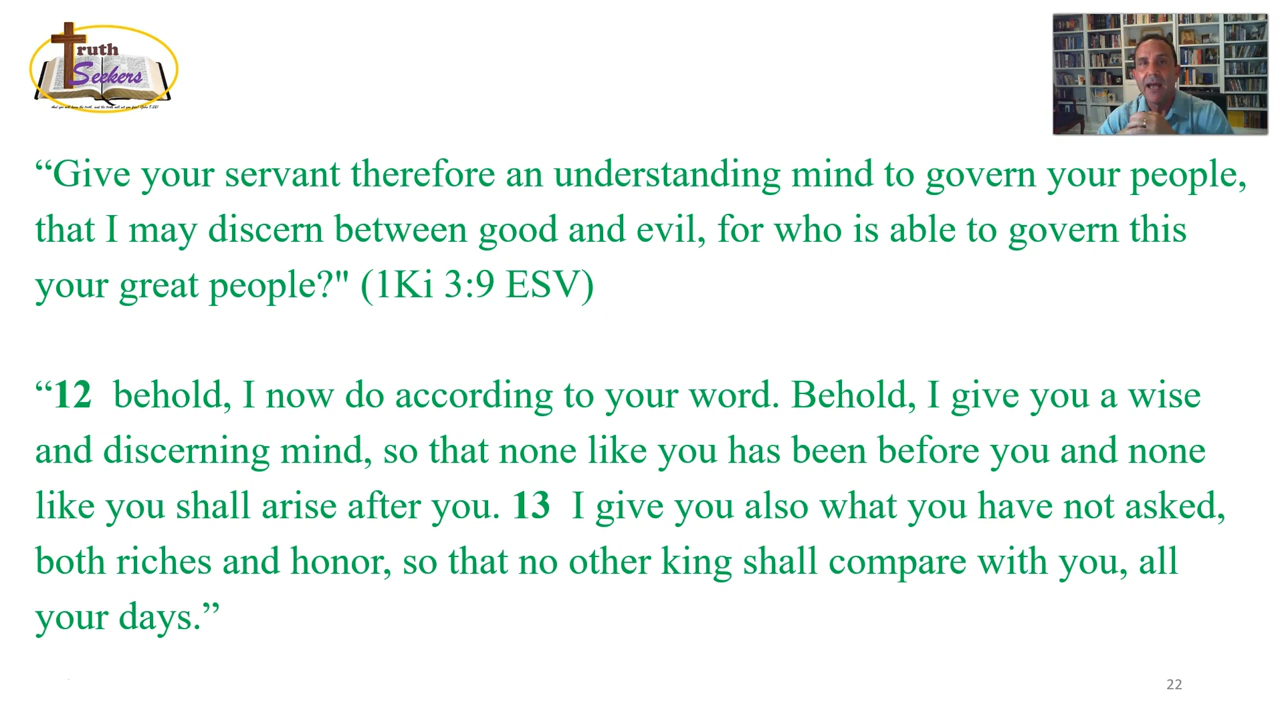 Truth
Seekers
“Give your servant therefore an understanding mind to govern your people,
that I may discern between good and evil, for who is able to govern this
your great people?" (1Ki 3:9 ESV)
“12 behold, I now do according to your word. Behold, I give you a wise
and discerning mind, so that none like you has been before you and none
like you shall arise after you. 13 I give you also what you have not asked,
both riches and honor, so that no other king shall compare with you, all
your days.”
22